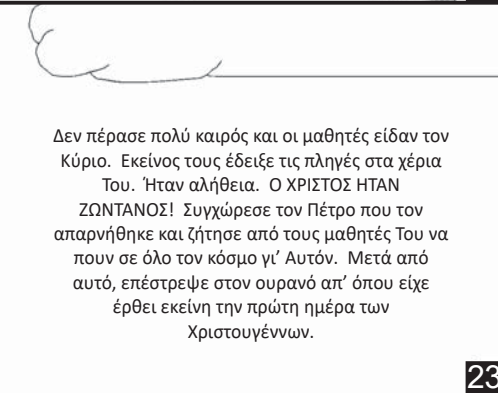 Δεν πέρασε πολύ καιρός και οι μαθητές είδαν τον
Κύριο.  Εκείνος τους έδειξε τις πληγές στα χέρια
Του.  Ήταν αλήθεια.  Ο ΧΡΙΣΤΟΣ ΗΤΑΝ
ΖΩΝΤΑΝΟΣ!  Συγχώρεσε τον Πέτρο που τον
απαρνήθηκε και ζήτησε από τους μαθητές Του να
πουν σε όλο τον κόσμο γι’ Αυτόν.  Μετά από
αυτό, επέστρεψε στον ουρανό απ’ όπου είχε
έρθει εκείνη την πρώτη ημέρα των
Χριστουγέννων.
23